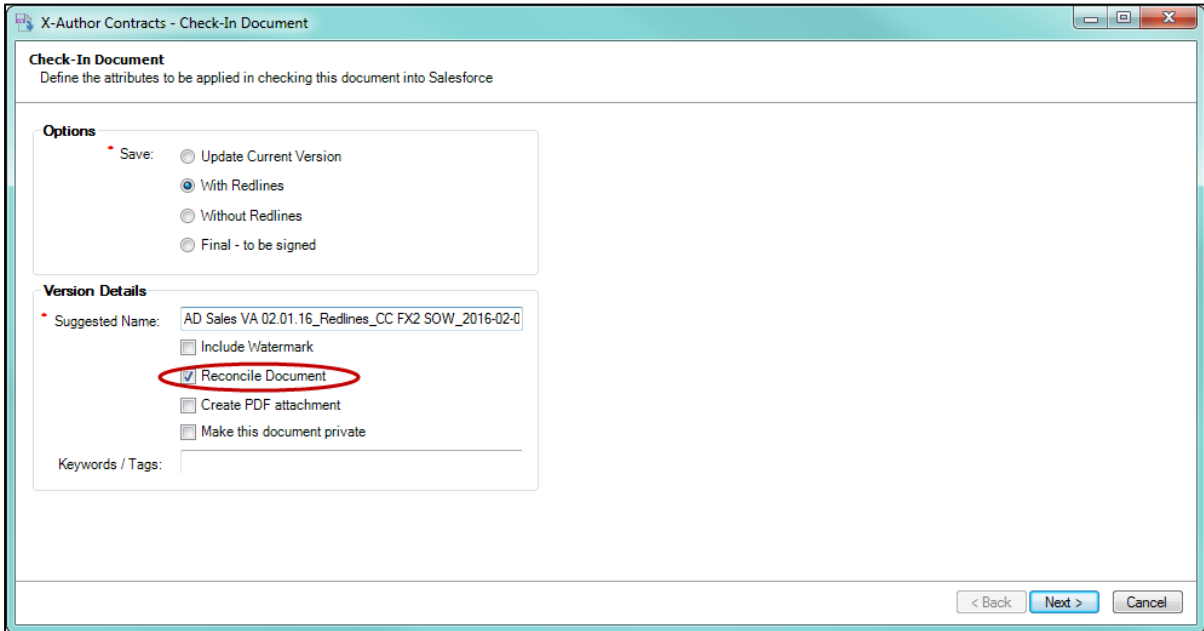 X-Author Contracts - Check-In Document
Check-In Document
Define the attributes to be applied in checking this document into Salesforce
Options
* Save:
Update Current Version
With Redlines
Without Redlines
Final - to be signed
Version Details
* Suggested Name: AD Sales VA 02.01.16_Redlines_CC FX2 SOW_2016-02-0
Include Watermark
Reconcile Document
Create PDF attachment
Make this document private
Keywords / Tags:
< Back Next > Cancel